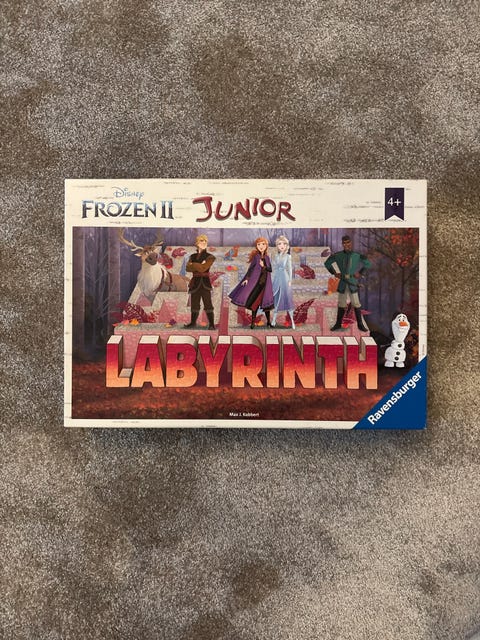 Disney
FROZEN II
JUNIOR
4+
LABYRINTH
Max J. Kobbert
Ravensburger